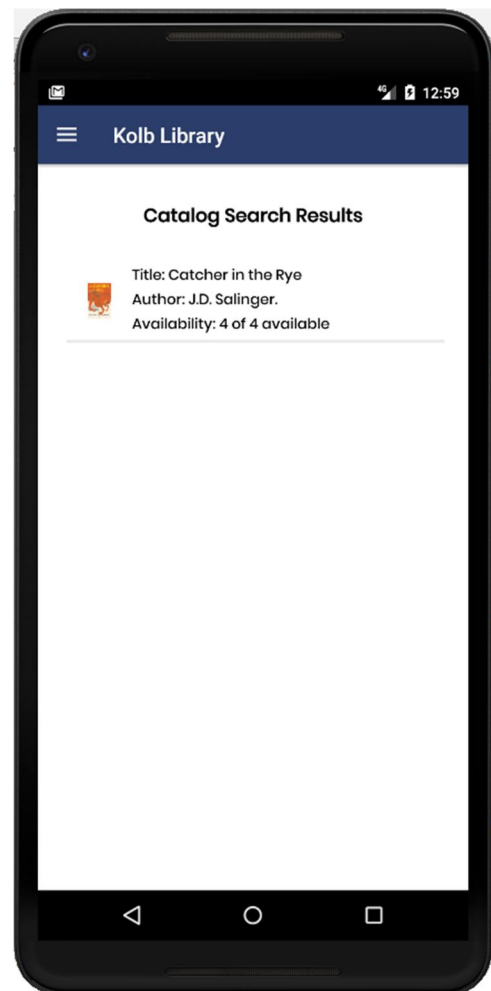 4G 12:59
Kolb Library
Catalog Search Results
Title: Catcher in the Rye
Author: J.D. Salinger.
Availability: 4 of 4 available